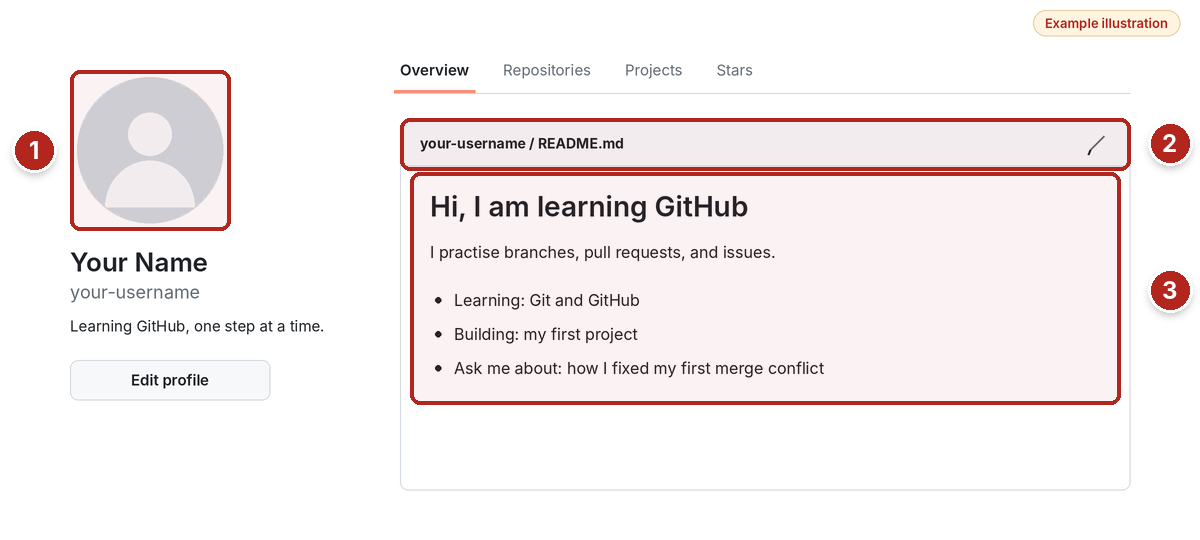 Example illustration
Overview Repositories Projects Stars
1
your-username / README.md
2
Hi, I am learning GitHub
I practise branches, pull requests, and issues.
Your Name
your-username
3
Learning: Git and GitHub
Learning GitHub, one step at a time.
Building: my first project
Ask me about: how I fixed my first merge conflict
Edit profile